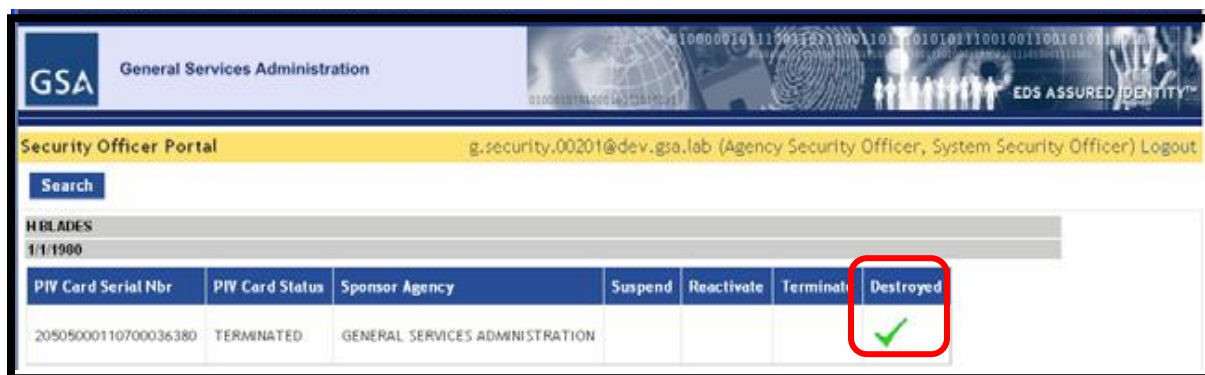 GSA
General Services Administration
EDS ASSURED IDENTITY™
Security Officer Portal
g.security.00201@dev.gsa.lab (Agency Security Officer, System Security Officer) Logout
Search
H BLADES
1/1/1980
PIV Card Serial Nbr PIV Card Status Sponsor Agency Suspend Reactivate Terminate Destroyed
20505000110700036380 TERMINATED GENERAL SERVICES ADMINISTRATION